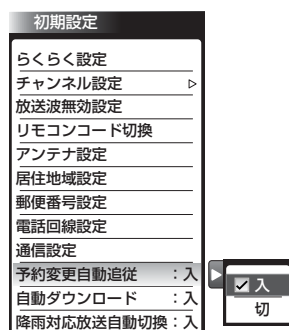 初期設定
らくらく設定
チャンネル設定
放送波無効設定
リモコンコード切換
アンテナ設定
居住地域設定
郵便番号設定
電話回線設定
通信設定
予約変更自動追従 ：入
自動ダウンロード ：入
降雨対応放送自動切換：入
入
切